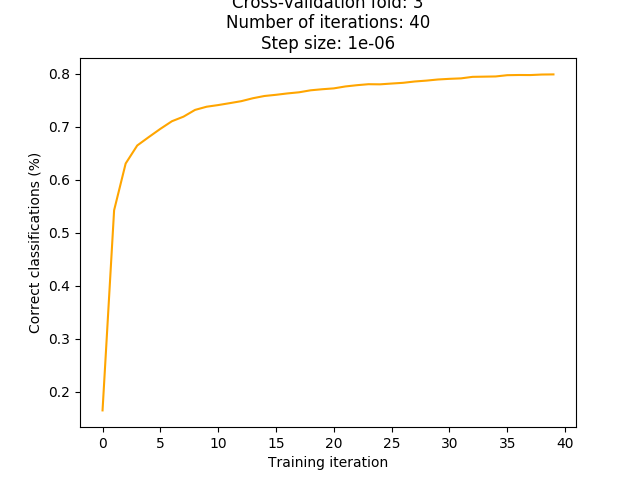 Cross-validation fold: 3
Number of iterations: 40
Step size: 1e-06
0.8
0.7
0.6
0.5
0.4
0.3
0.2
Correct classifications (%)
0 5 10 15 20 25 30 35 40
Training iteration